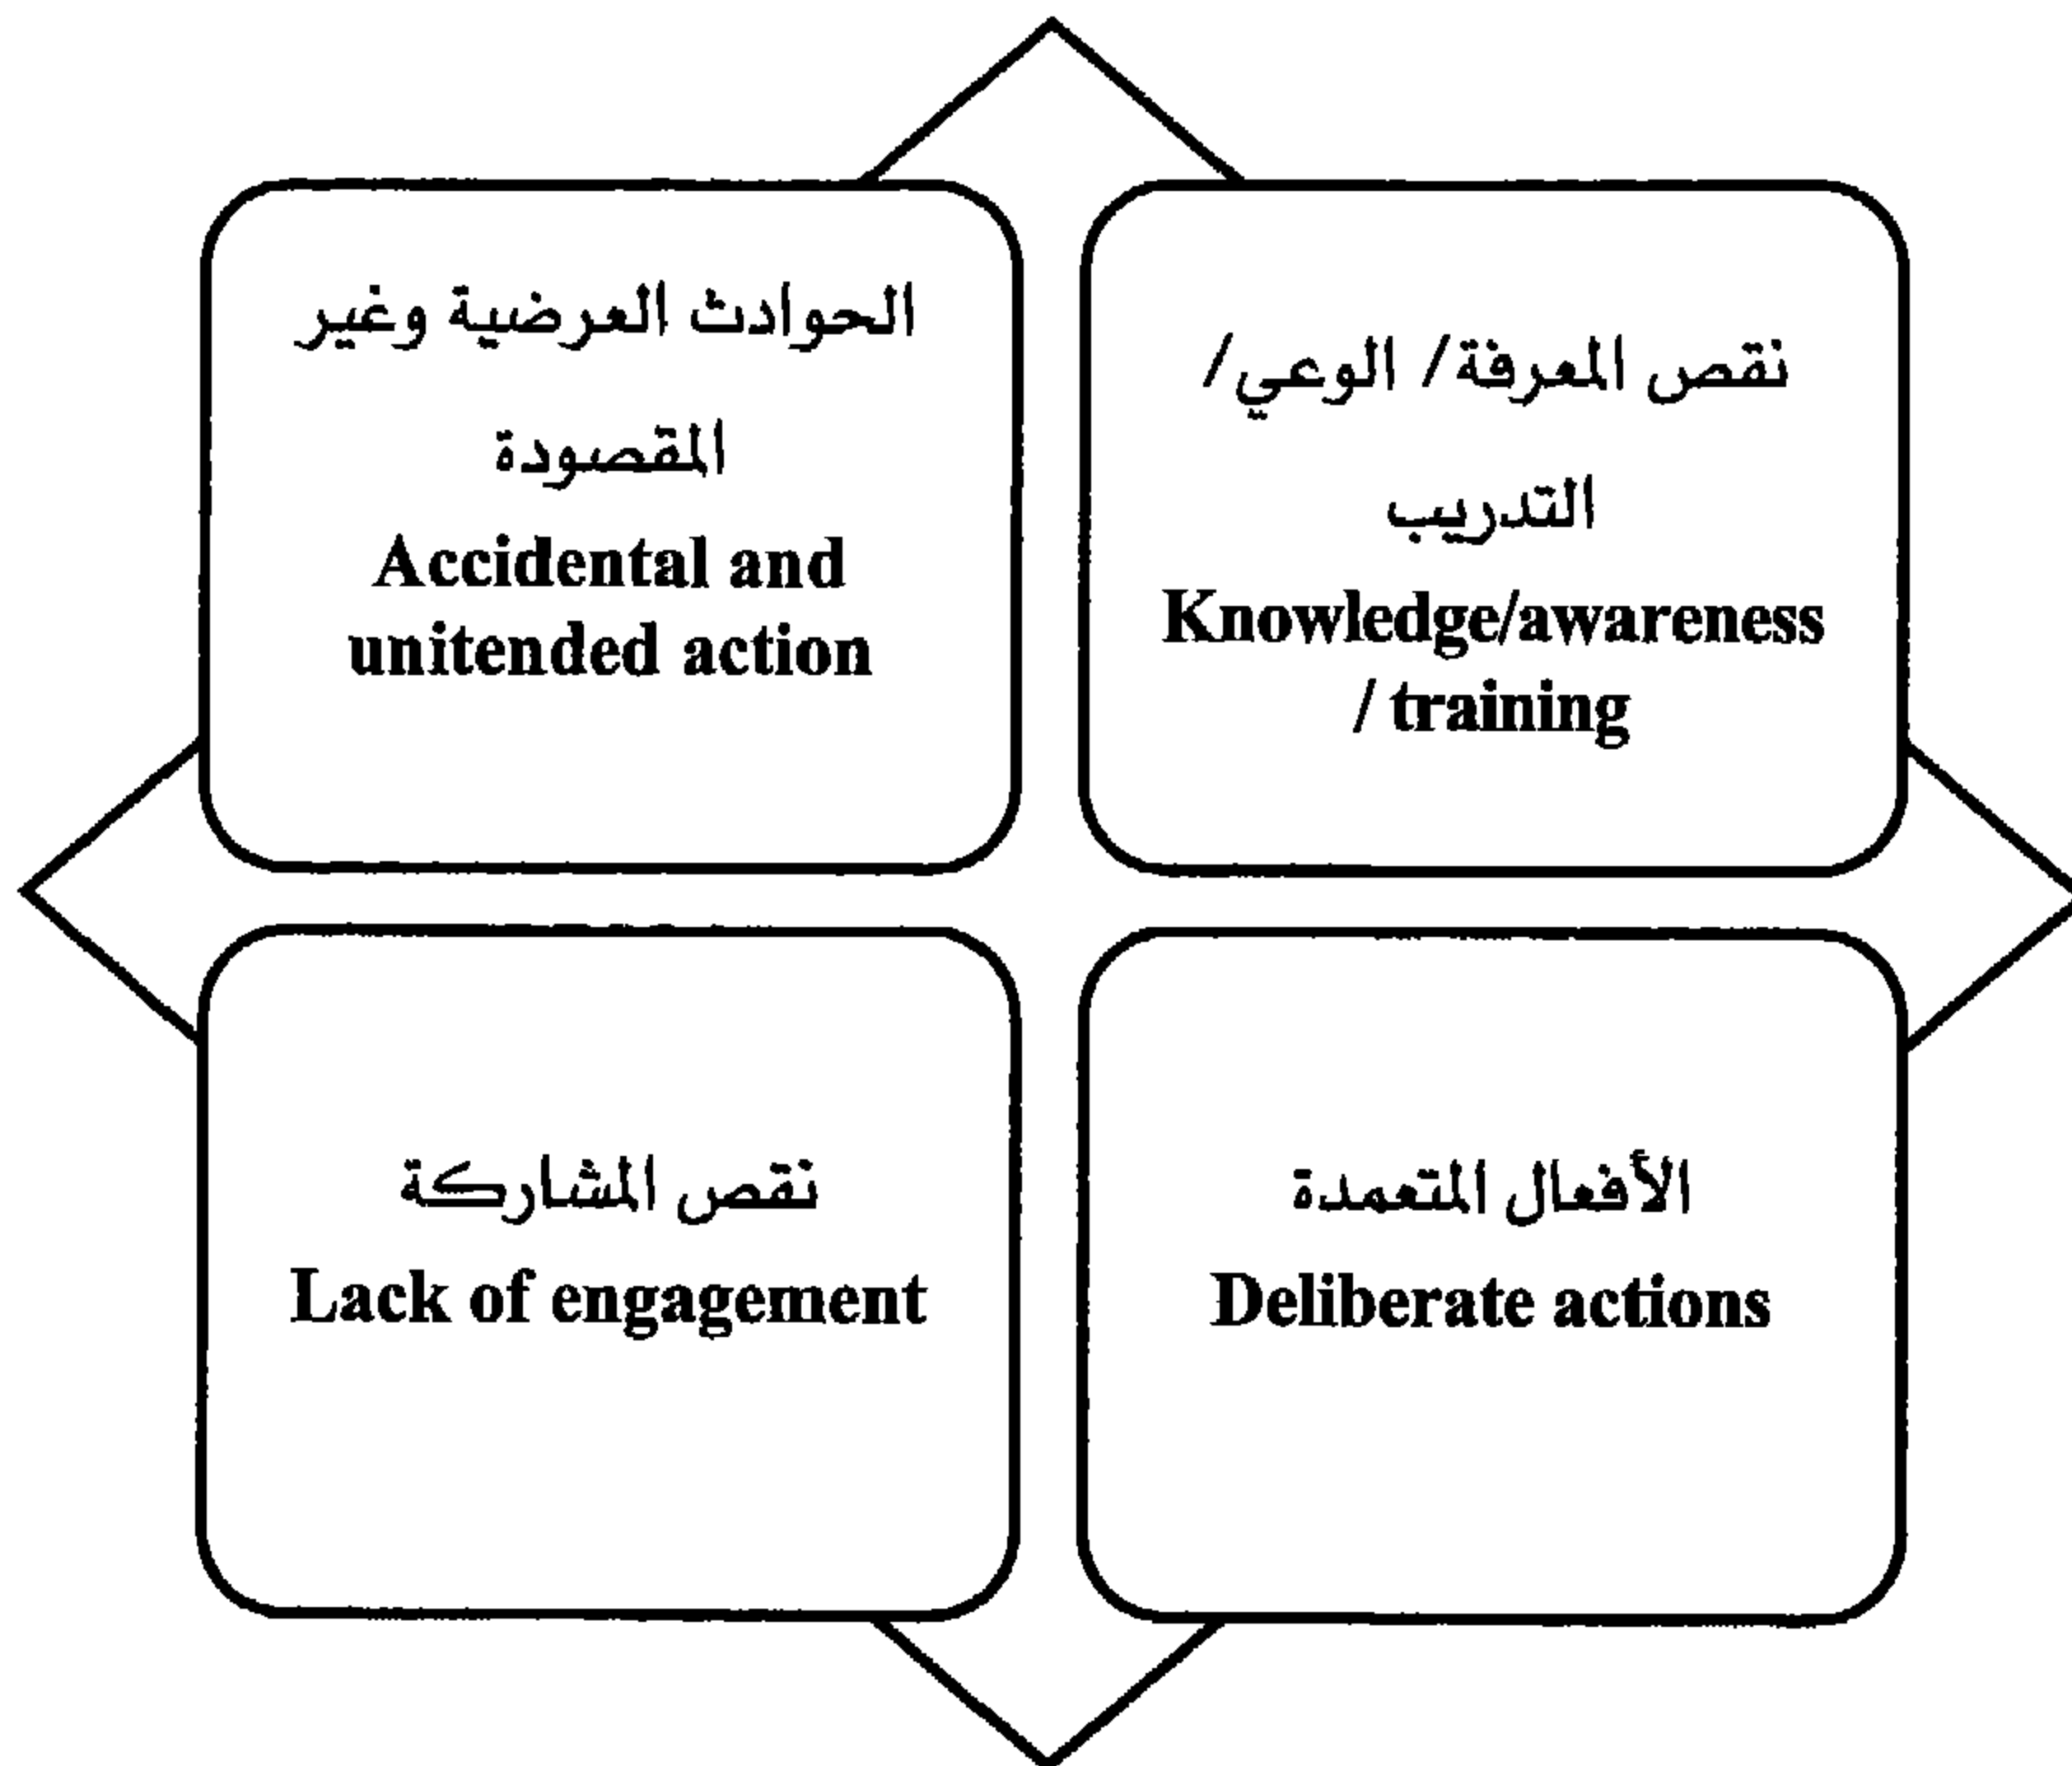 الحوادث العرضية وغير
المقصودة
Accidental and
unitended action
نقص المعرفة/ الوعي/
التدريب
Knowledge/awareness
/ training
نقص المشاركة
Lack of engagement
الأفعال المتعمدة
Deliberate actions